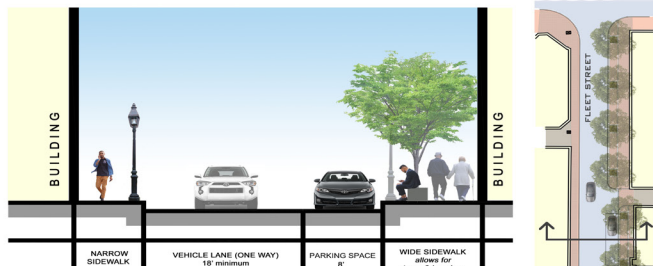 BUILDING
BUILDING
NARROW
SIDEWALK
VEHICLE LANE (ONE WAY)
18' minimum
PARKING SPACE
8'
WIDE SIDEWALK
allows for
FLEET STREET